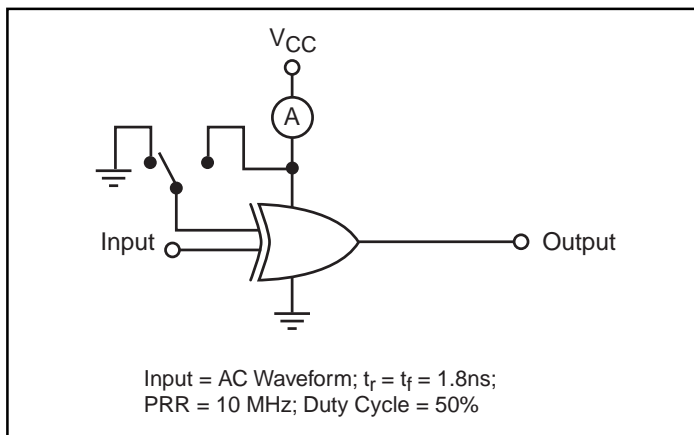 VCC
A
Input
Output
Input = AC Waveform; tr = tf = 1.8ns;
PRR = 10 MHz; Duty Cycle = 50%